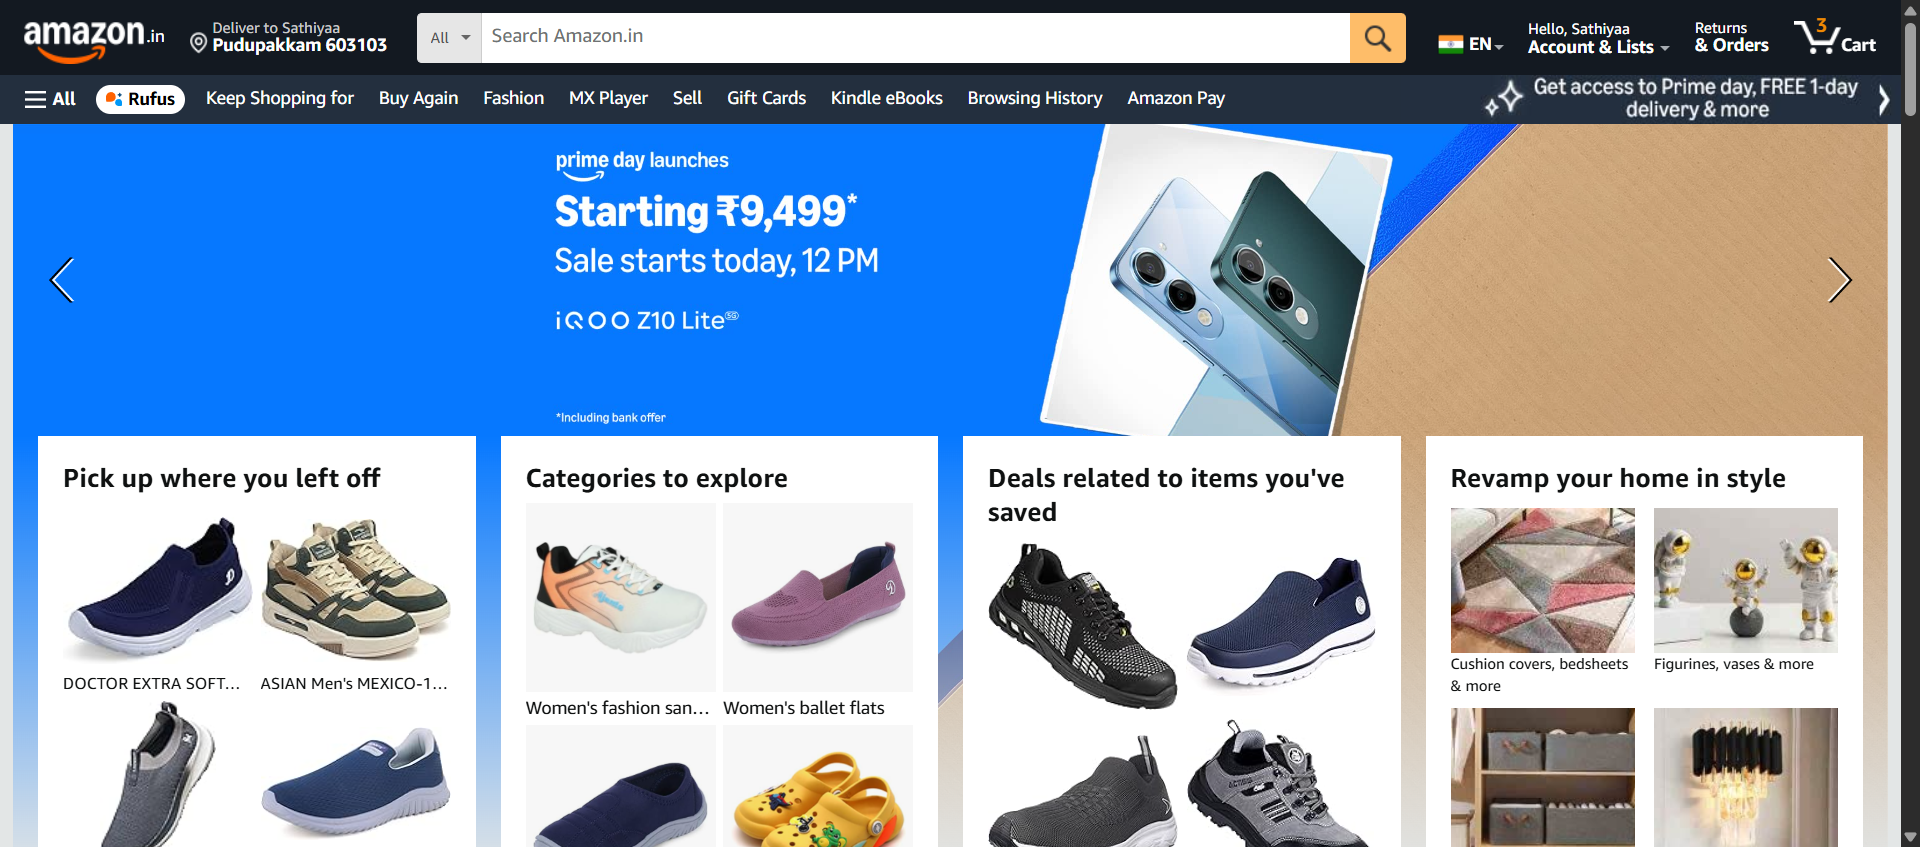 amazon.in
Deliver to Sathiyaa
Pudupakkam 603103
All
Search Amazon.in
EN
Hello, Sathiyaa
Account & Lists
Returns
& Orders
3
Cart
All
Rufus
Keep Shopping for
Buy Again
Fashion
MX Player
Sell
Gift Cards
Kindle eBooks
Browsing History
Amazon Pay
Get access to Prime day, FREE 1-day
delivery & more
prime day launches
Starting ₹9,499*
Sale starts today, 12 PM
iQOO Z10 Lite 5G
*Including bank offer
Pick up where you left off
DOCTOR EXTRA SOFT…
ASIAN Men's MEXICO-1…
Categories to explore
Women's fashion san…
Women's ballet flats
Deals related to items you've
saved
Revamp your home in style
Cushion covers, bedsheets
& more
Figurines, vases & more